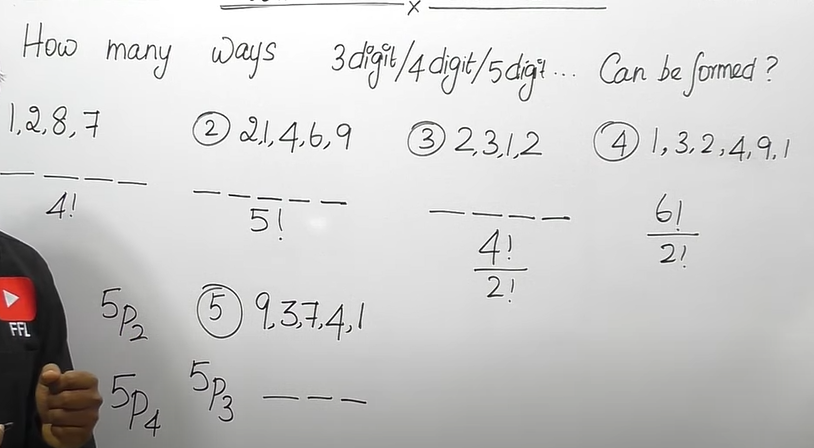 How many ways 3digit/4digit/5digit... Can be formed?
1,2,8,7
② 2,1,4,6,9
③ 2,3,1,2
④ 1,3,2,4,9,1
4!
5!
4!
2!
6!
2!
5P2
⑤ 9,3,7,4,1
5P4
5P3
FFL